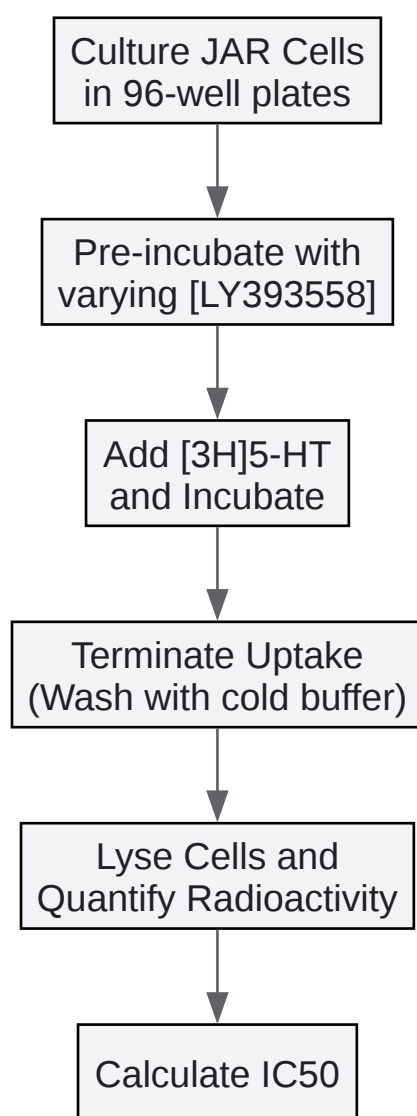 Culture JAR Cells
in 96-well plates
Pre-incubate with
varying [LY393558]
Add [3H]5-HT
and Incubate
Terminate Uptake
(Wash with cold buffer)
Lyse Cells and
Quantify Radioactivity
Calculate IC50